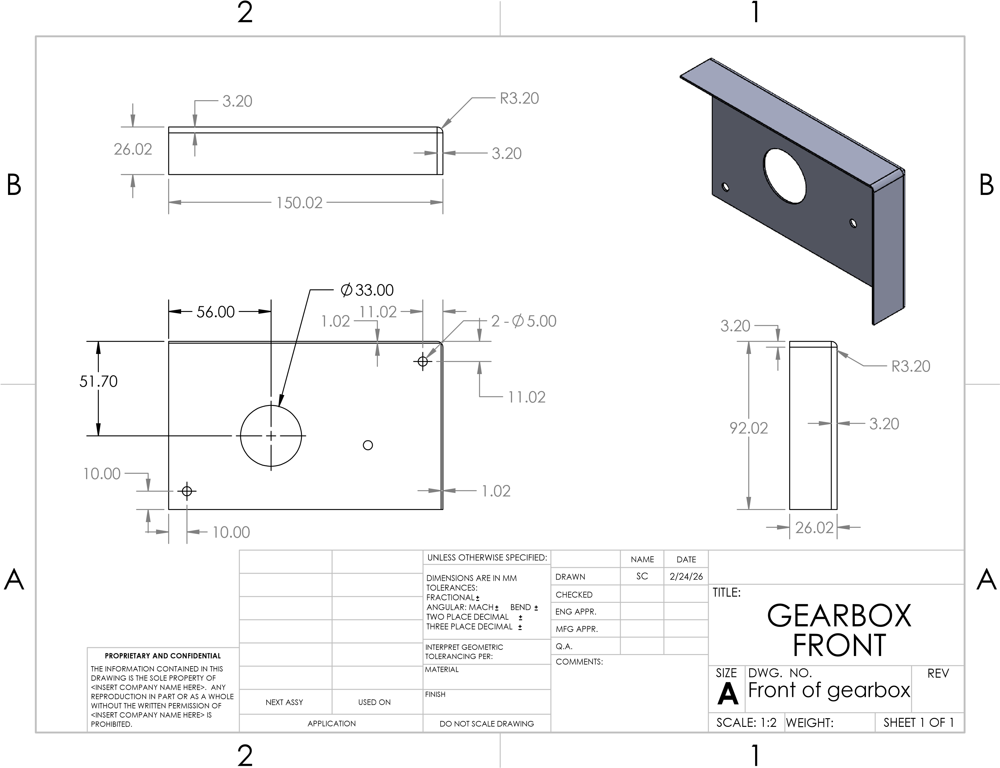 2
1
3.20
R3.20
26.02
3.20
150.02
B
B
⌀33.00
56.00
11.02
1.02
2 - ⌀5.00
3.20
51.70
R3.20
11.02
92.02
3.20
10.00
1.02
10.00
26.02
A
A
UNLESS OTHERWISE SPECIFIED:
DIMENSIONS ARE IN MM
TOLERANCES:
FRACTIONAL ±
ANGULAR: MACH ± BEND ±
TWO PLACE DECIMAL ±
THREE PLACE DECIMAL ±
INTERPRET GEOMETRIC
TOLERANCING PER:
MATERIAL
FINISH
DO NOT SCALE DRAWING
NAME DATE
DRAWN SC 2/24/26
CHECKED
ENG APPR.
MFG APPR.
Q.A.
COMMENTS:
TITLE:
GEARBOX
FRONT
SIZE DWG. NO. REV
A Front of gearbox
SCALE: 1:2 WEIGHT: SHEET 1 OF 1
PROPRIETARY AND CONFIDENTIAL
THE INFORMATION CONTAINED IN THIS
DRAWING IS THE SOLE PROPERTY OF
<INSERT COMPANY NAME HERE>. ANY
REPRODUCTION IN PART OR AS A WHOLE
WITHOUT THE WRITTEN PERMISSION OF
<INSERT COMPANY NAME HERE> IS
PROHIBITED.
NEXT ASSY USED ON
APPLICATION
2
1